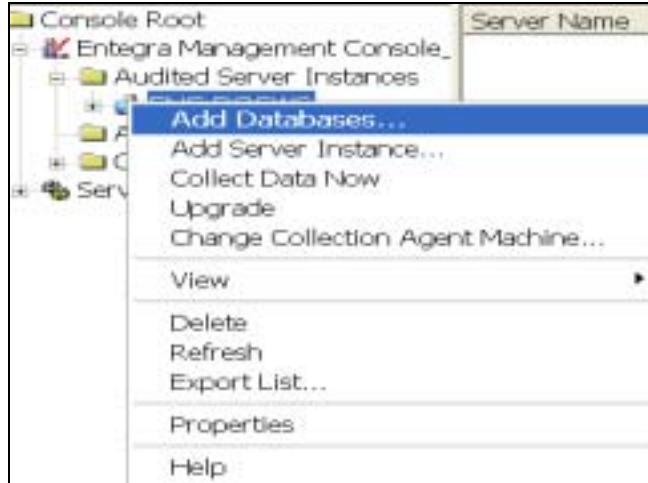 Console Root
Server Name
Entegra Management Console_
Audited Server Instances
A
C
Serv
Add Databases...
Add Server Instance...
Collect Data Now
Upgrade
Change Collection Agent Machine...
View
Delete
Refresh
Export List...
Properties
Help